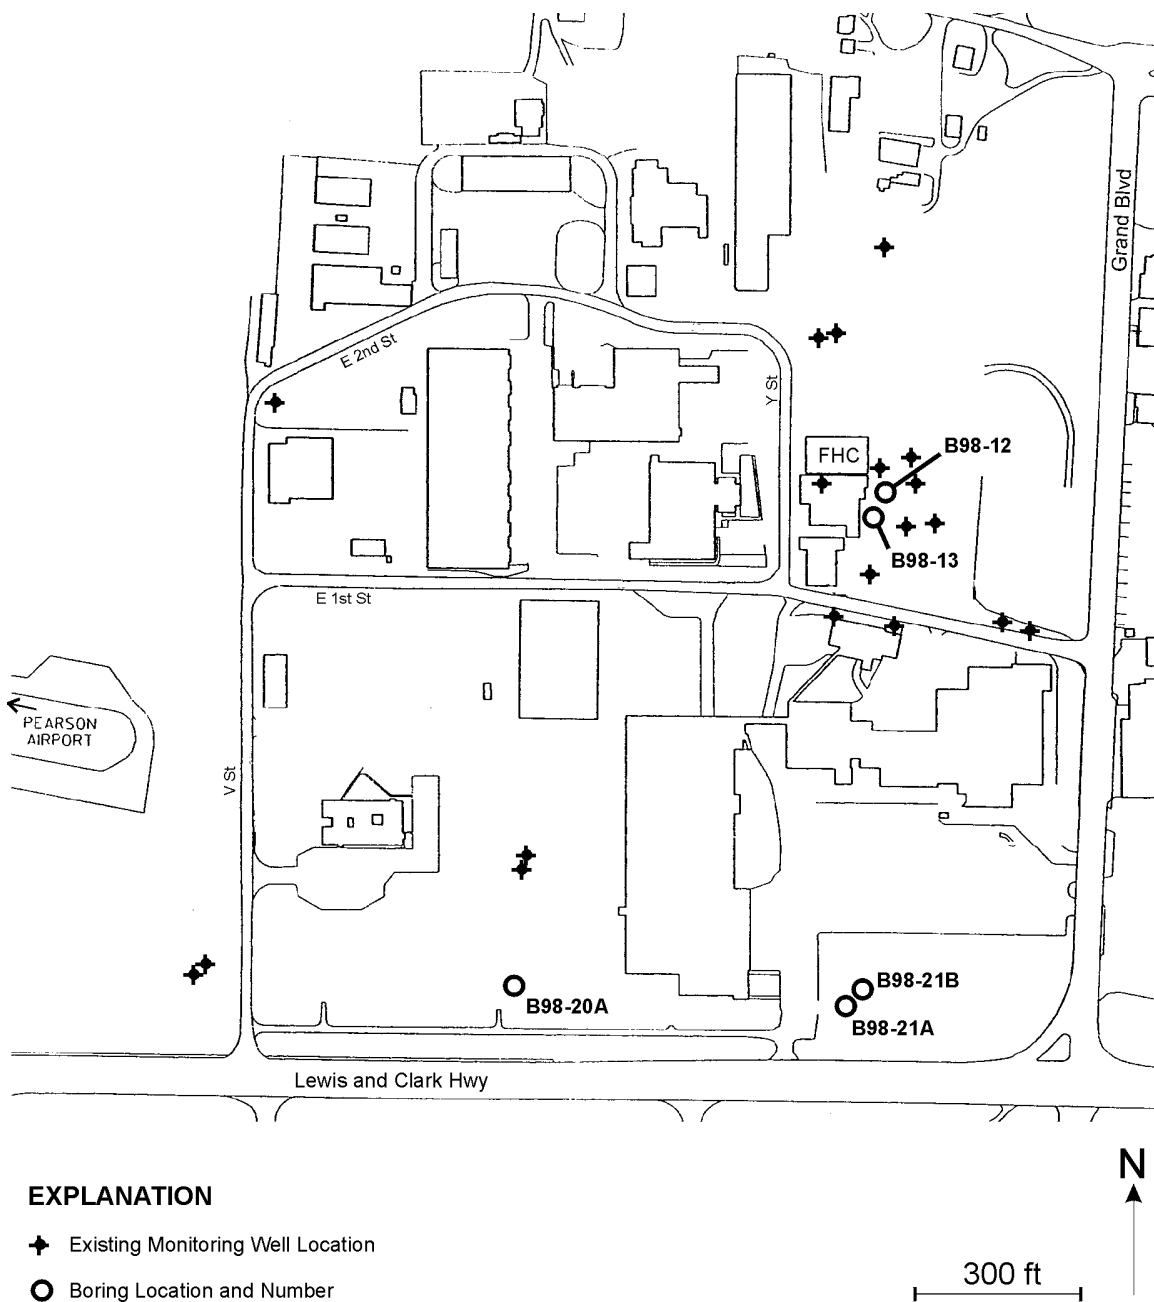 Grand Blvd
E 2nd St
Y St
FHC
B98-12
B98-13
E 1st St
PEARSON
AIRPORT
V St
B98-20A
B98-21B
B98-21A
Lewis and Clark Hwy
N
EXPLANATION
Existing Monitoring Well Location
Boring Location and Number
300 ft